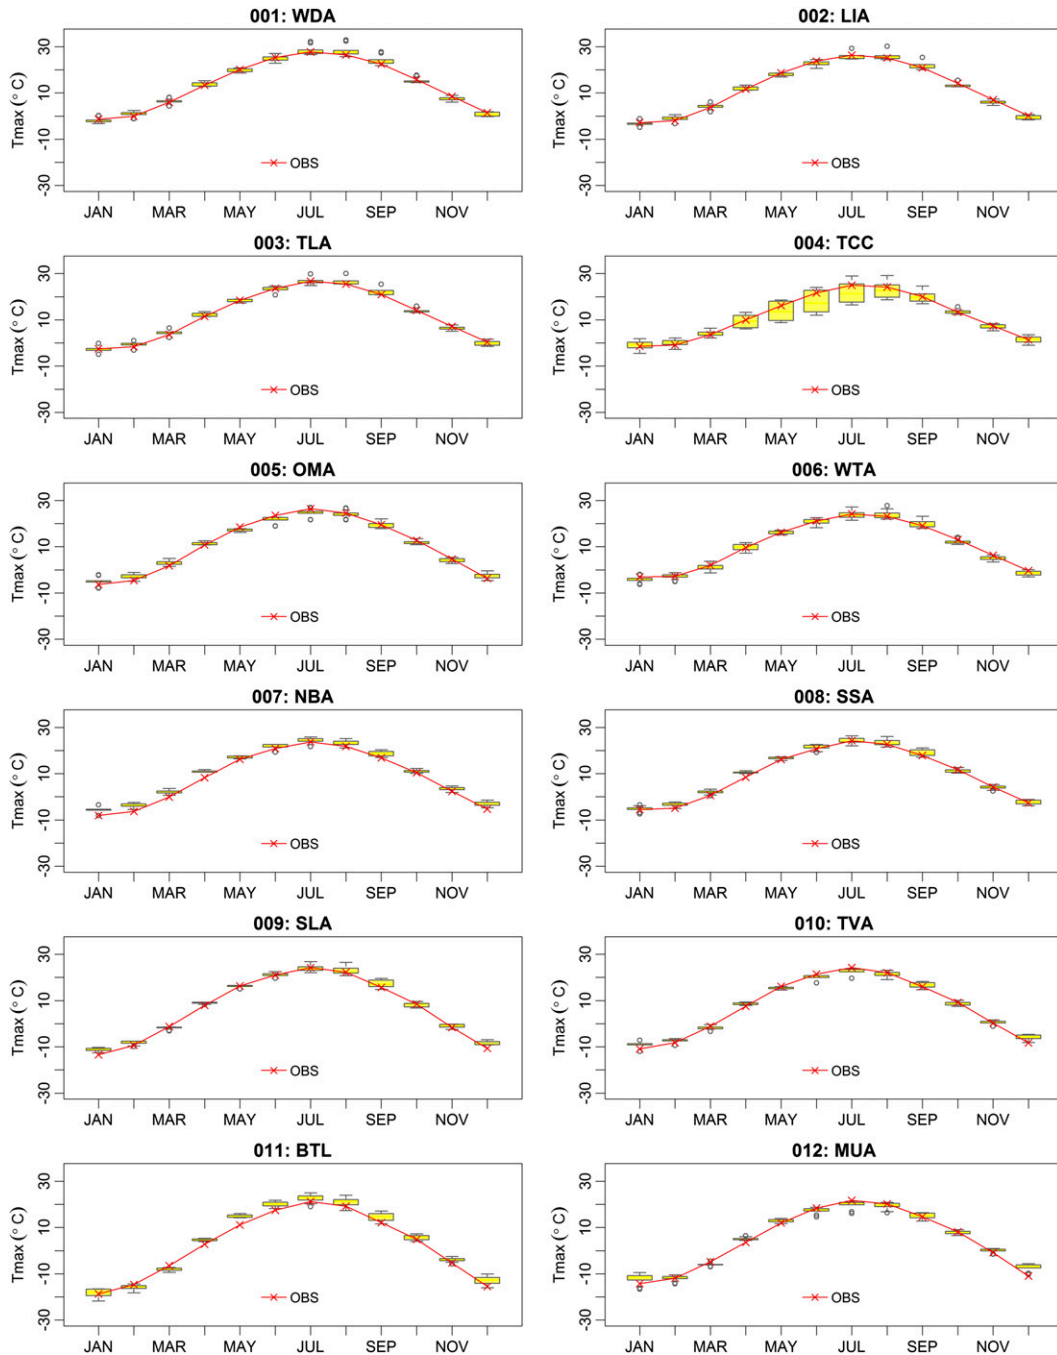 001: WDA
Tmax (° C)
30
10
-10
-30
OBS
JAN MAR MAY JUL SEP NOV
002: LIA
Tmax (° C)
30
10
-10
-30
OBS
JAN MAR MAY JUL SEP NOV
003: TLA
Tmax (° C)
30
10
-10
-30
OBS
JAN MAR MAY JUL SEP NOV
004: TCC
Tmax (° C)
30
10
-10
-30
OBS
JAN MAR MAY JUL SEP NOV
005: OMA
Tmax (° C)
30
10
-10
-30
OBS
JAN MAR MAY JUL SEP NOV
006: WTA
Tmax (° C)
30
10
-10
-30
OBS
JAN MAR MAY JUL SEP NOV
007: NBA
Tmax (° C)
30
10
-10
-30
OBS
JAN MAR MAY JUL SEP NOV
008: SSA
Tmax (° C)
30
10
-10
-30
OBS
JAN MAR MAY JUL SEP NOV
009: SLA
Tmax (° C)
30
10
-10
-30
OBS
JAN MAR MAY JUL SEP NOV
010: TVA
Tmax (° C)
30
10
-10
-30
OBS
JAN MAR MAY JUL SEP NOV
011: BTL
Tmax (° C)
30
10
-10
-30
OBS
JAN MAR MAY JUL SEP NOV
012: MUA
Tmax (° C)
30
10
-10
-30
OBS
JAN MAR MAY JUL SEP NOV